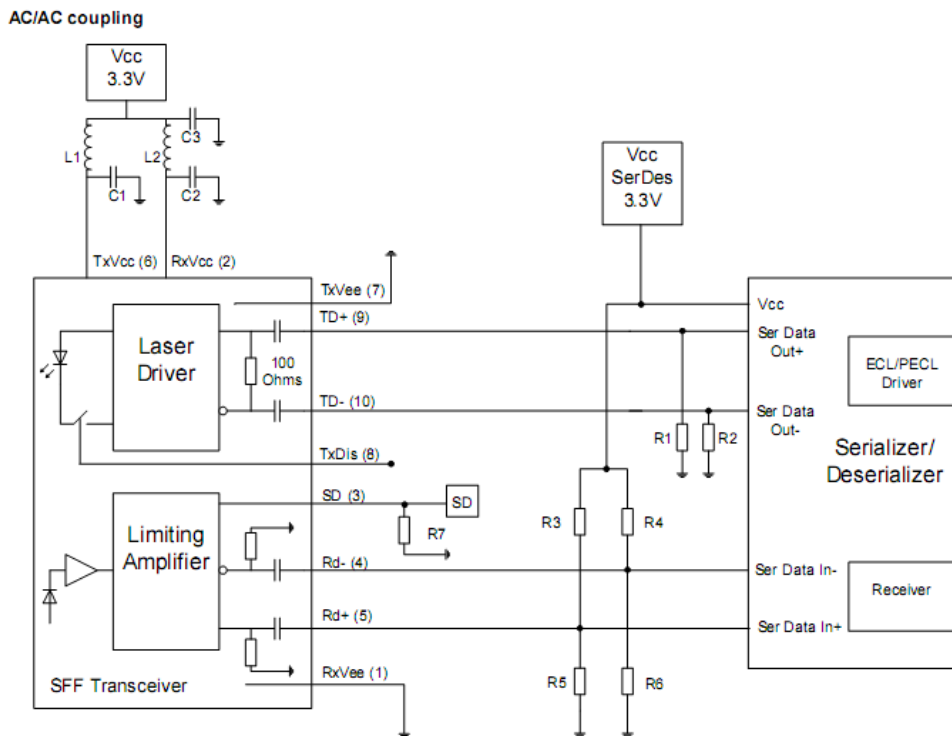 AC/AC coupling
Vcc
3.3V
C3
L1
L2
C1
C2
Vcc
SerDes
3.3V
TxVcc (6)
RxVcc (2)
TxVee (7)
TD+ (9)
Vcc
Ser Data
Out+
Laser
Driver
100
Ohms
ECL/PECL
Driver
TD- (10)
Ser Data
Out-
R1
R2
Serializer/
Deserializer
TxDis (8)
SD (3)
SD
R7
R3
R4
Limiting
Amplifier
Rd- (4)
Ser Data In-
Receiver
Rd+ (5)
Ser Data In+
RxVee (1)
R5
R6
SFF Transceiver